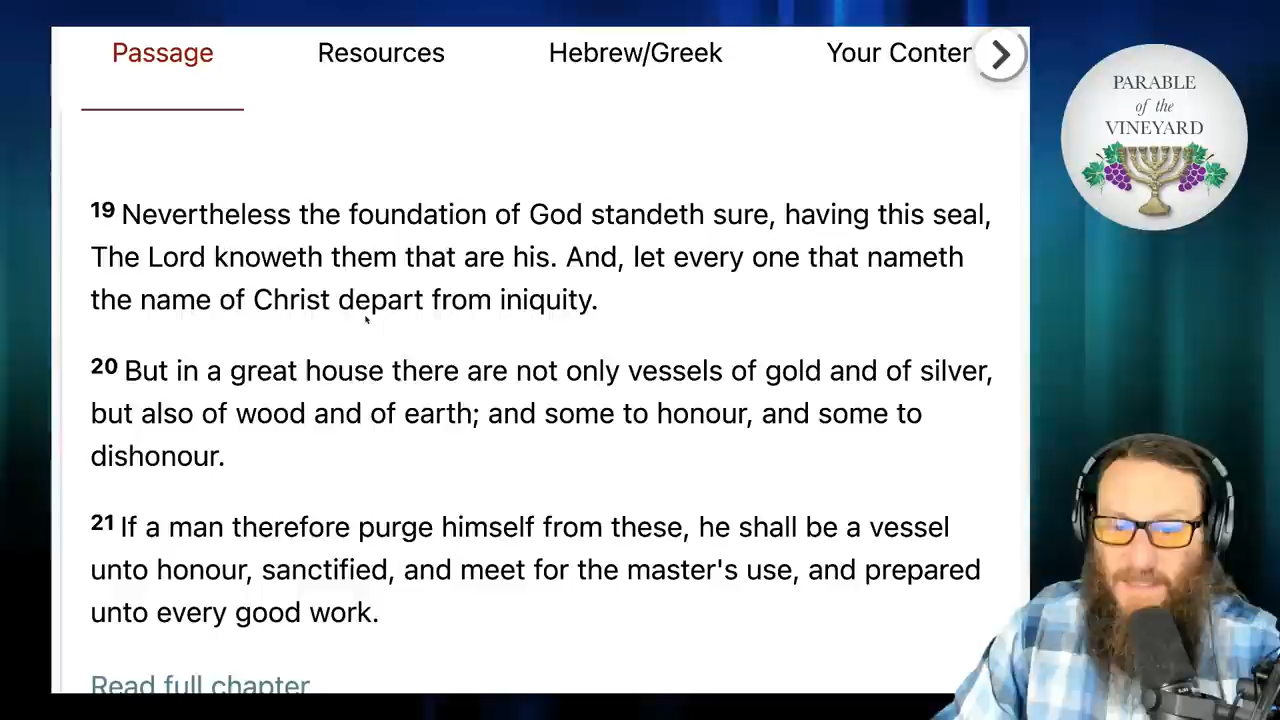 Passage
Resources
Hebrew/Greek
Your Conten
PARABLE
of the
VINEYARD
19 Nevertheless the foundation of God standeth sure, having this seal,
The Lord knoweth them that are his. And, let every one that nameth
the name of Christ depart from iniquity.
20 But in a great house there are not only vessels of gold and of silver,
but also of wood and of earth; and some to honour, and some to
dishonour.
21 If a man therefore purge himself from these, he shall be a vessel
unto honour, sanctified, and meet for the master's use, and prepared
unto every good work.
Read full chapter